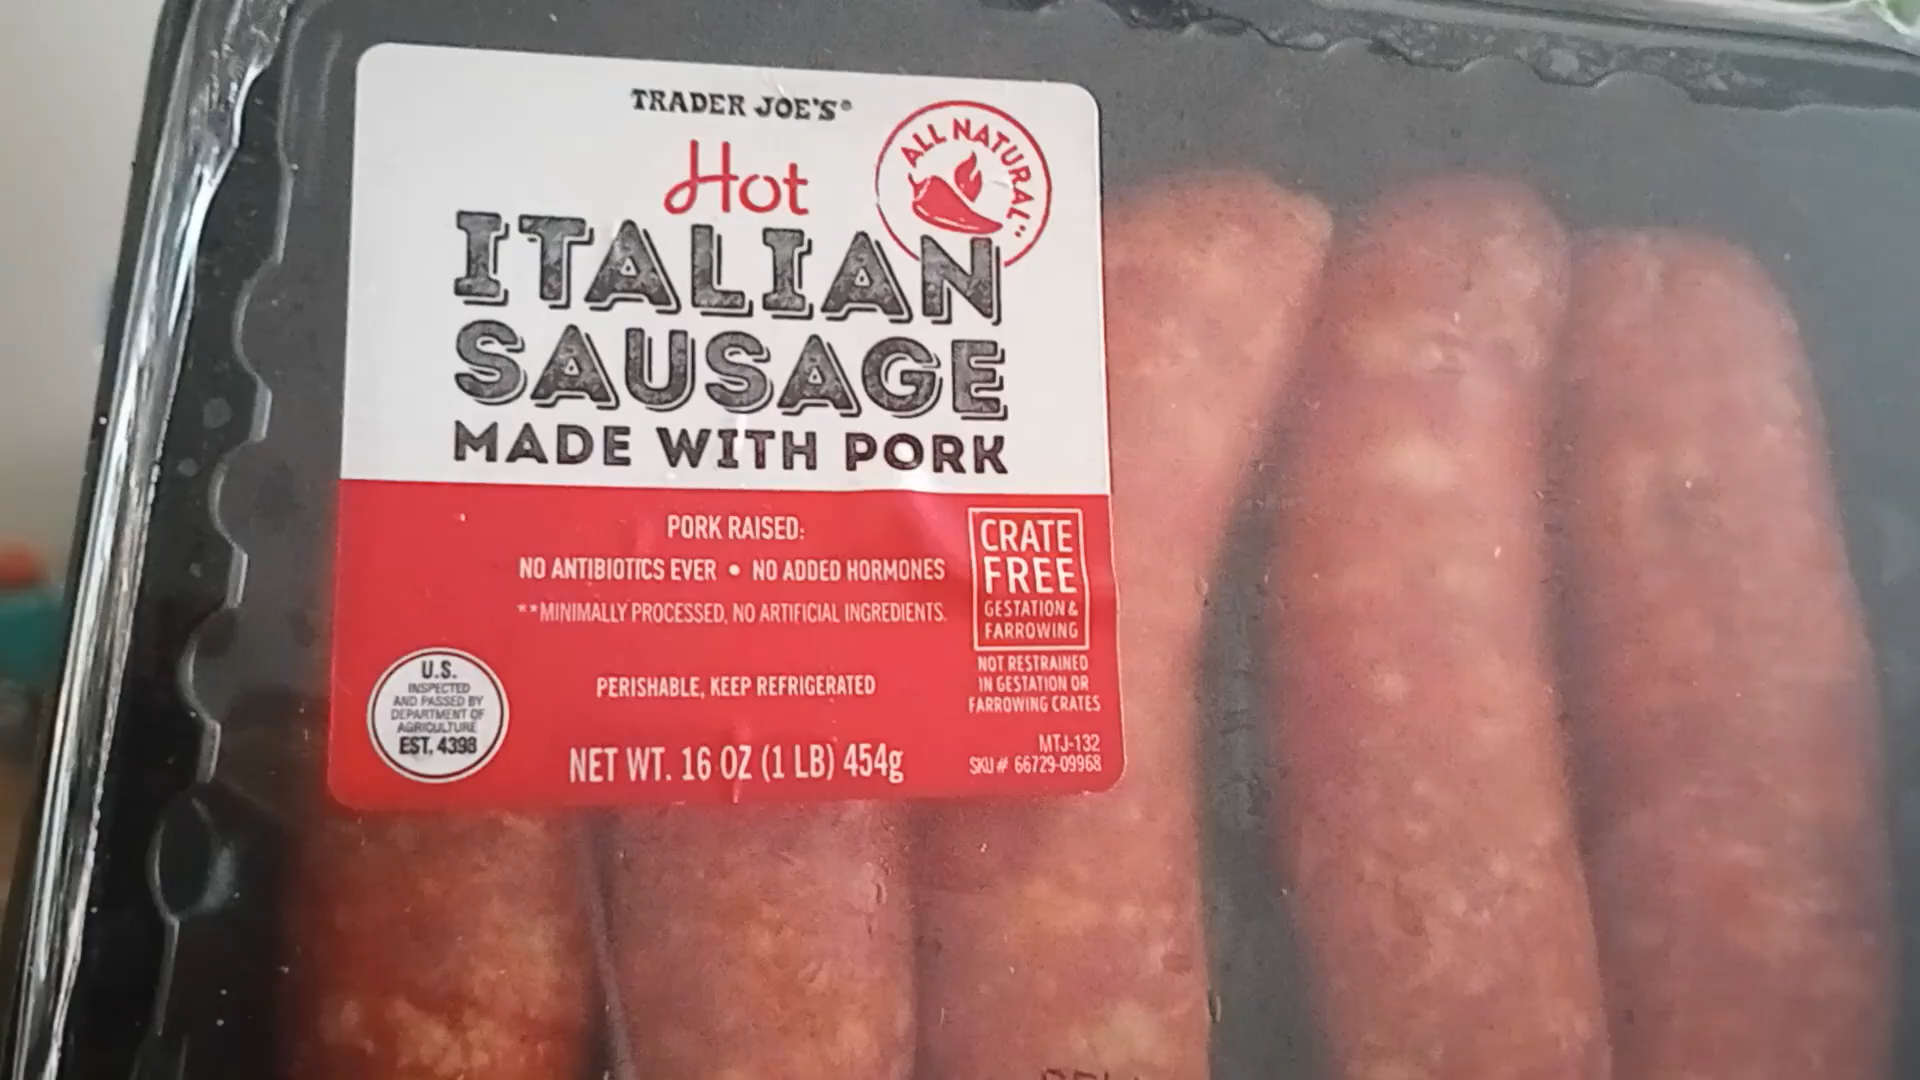 TRADER JOE'S®
Hot
ALL NATURAL**
ITALIAN
SAUSAGE
MADE WITH PORK
PORK RAISED:
NO ANTIBIOTICS EVER • NO ADDED HORMONES
**MINIMALLY PROCESSED, NO ARTIFICIAL INGREDIENTS.
CRATE
FREE
GESTATION &
FARROWING
NOT RESTRAINED
IN GESTATION OR
FARROWING CRATES
U.S.
INSPECTED
AND PASSED BY
DEPARTMENT OF
AGRICULTURE
EST. 4398
PERISHABLE, KEEP REFRIGERATED
NET WT. 16 OZ (1 LB) 454g
MTJ-132
SKU# 66729-09968